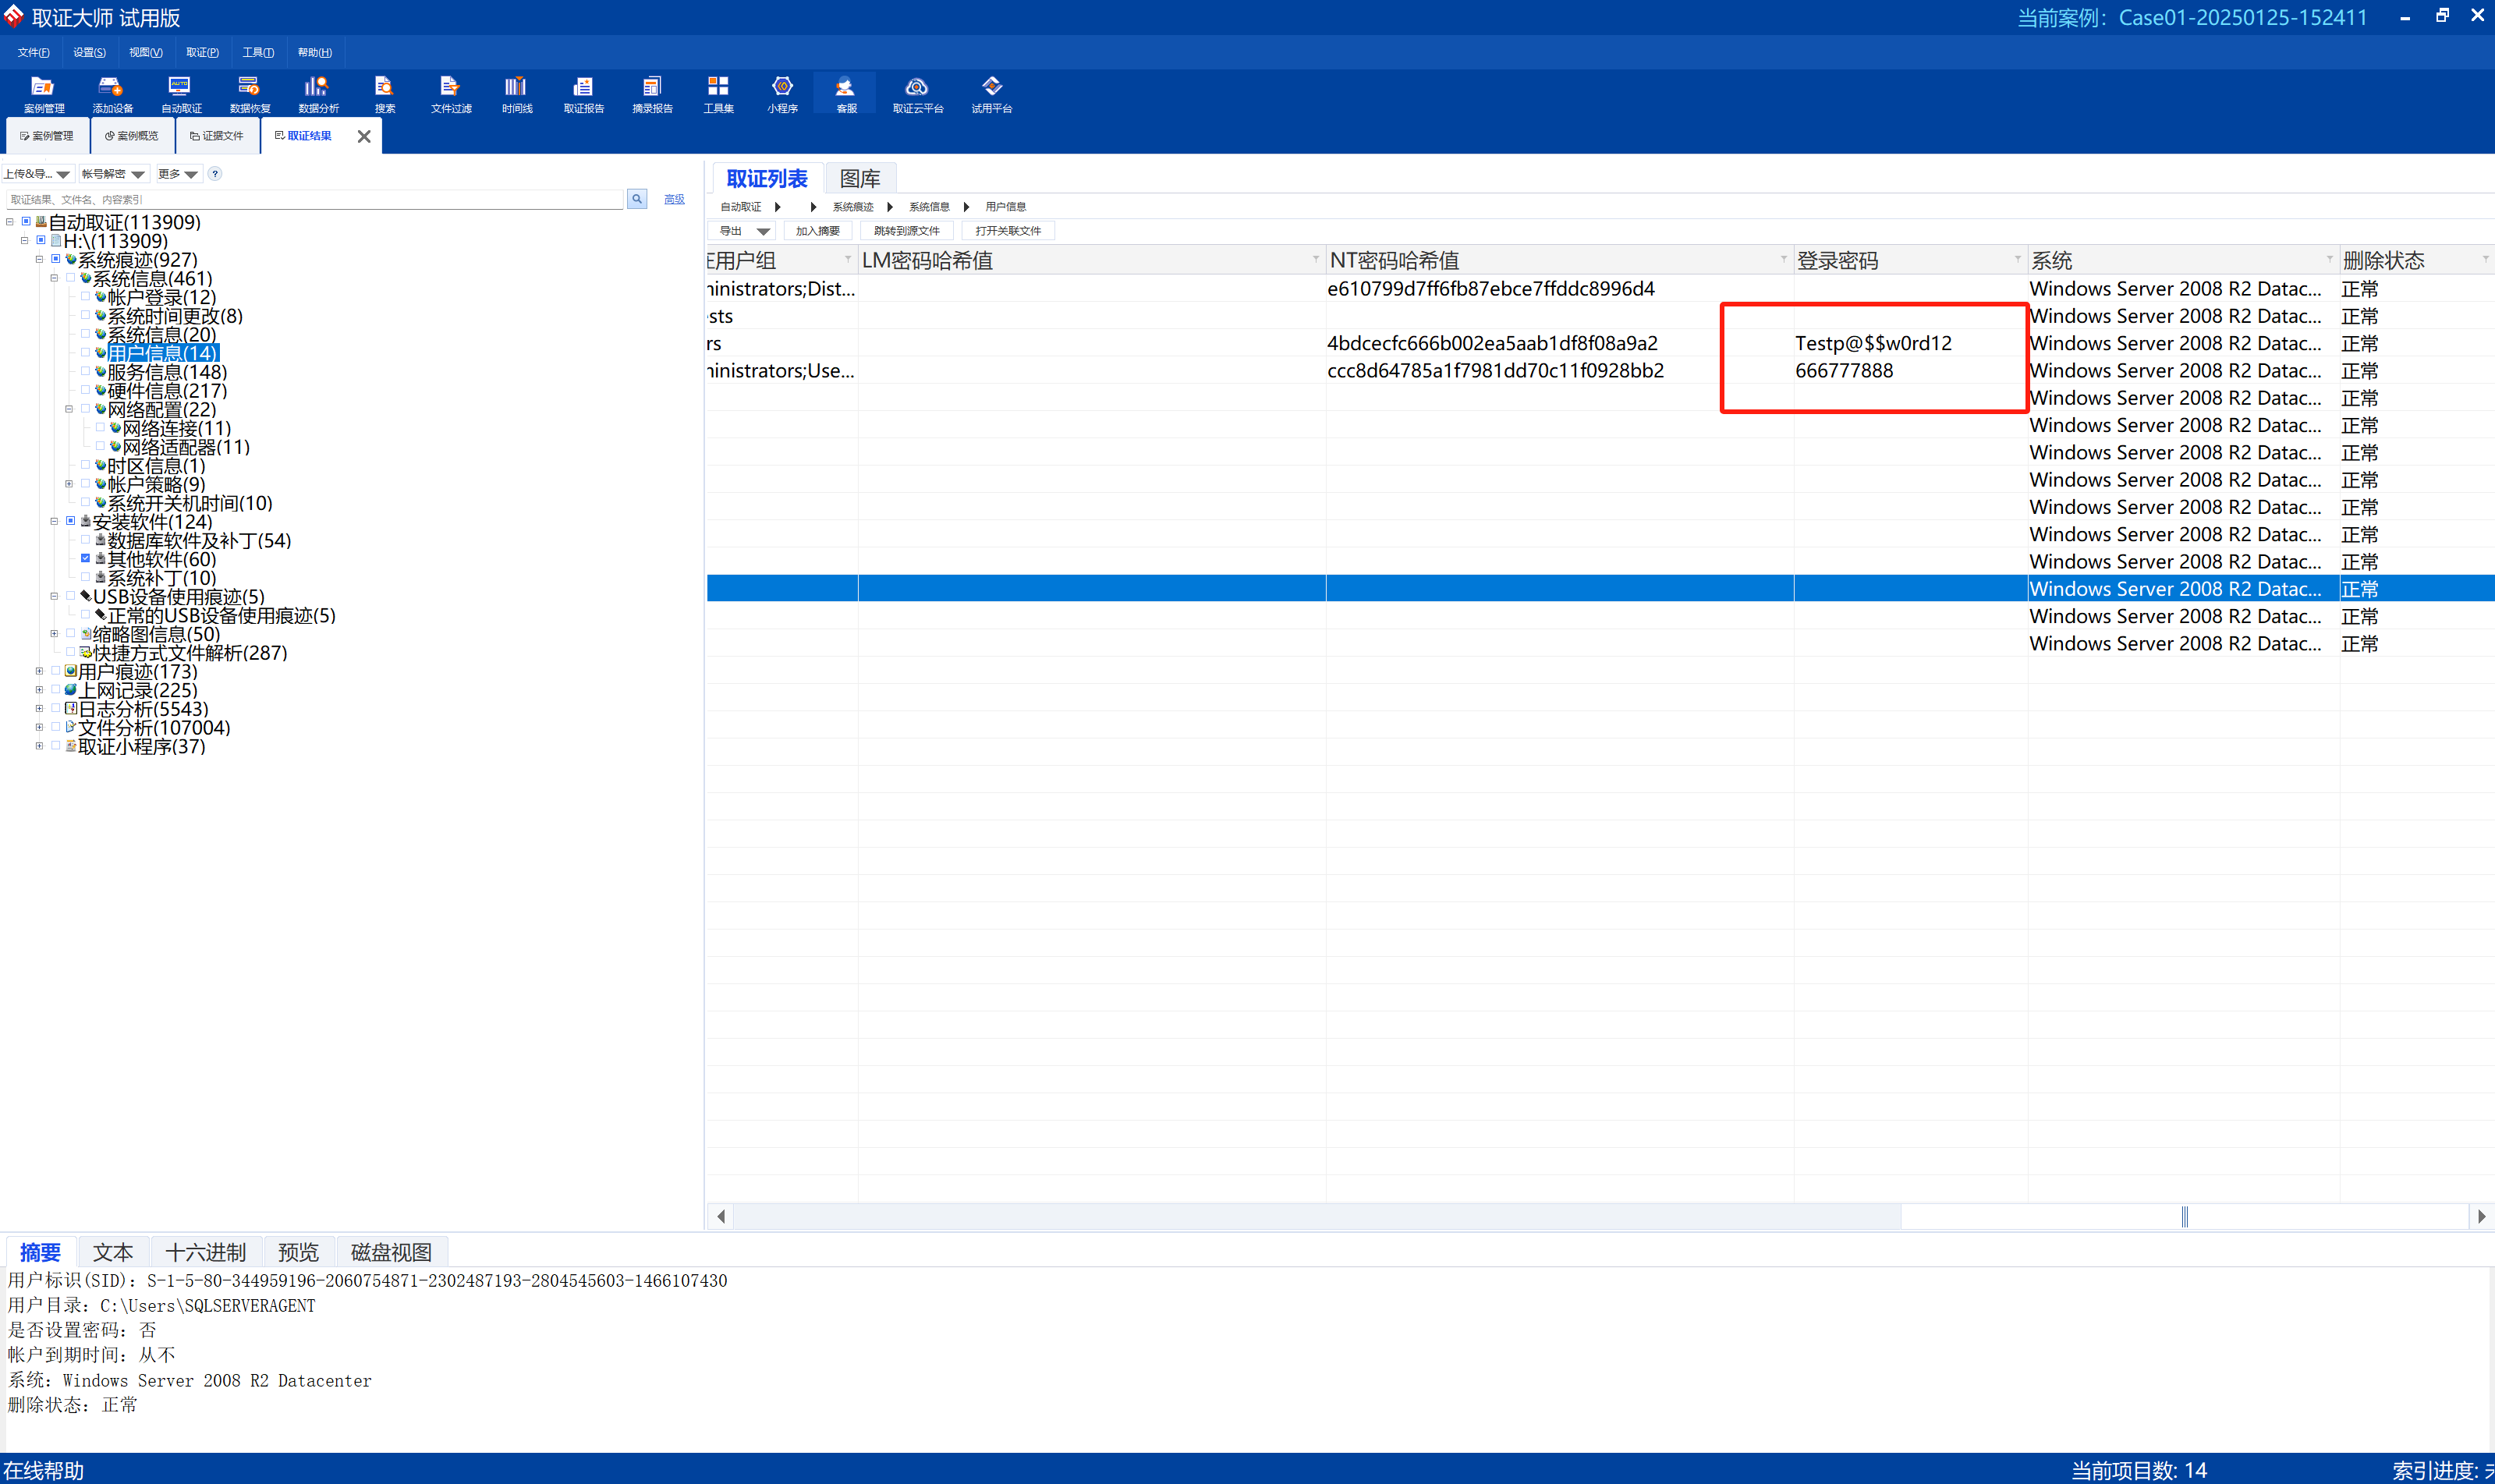 取证大师 试用版
当前案例：Case01-20250125-152411
文件(F) 设置(S) 视图(V) 取证(P) 工具(T) 帮助(H)
案例管理 添加设备 自动取证 数据恢复 数据分析 搜索 文件过滤 时间线 取证报告 摘录报告 工具集 小程序 客服 取证云平台 试用平台
案例管理 案例概览 证据文件 取证结果
上传&导... 帐号解密 更多 ?
取证结果、文件名、内容索引 高级
自动取证(113909)
H:\(113909)
系统痕迹(927)
系统信息(461)
帐户登录(12)
系统时间更改(8)
系统信息(20)
用户信息(14)
服务信息(148)
硬件信息(217)
网络配置(22)
网络连接(11)
网络适配器(11)
时区信息(1)
帐户策略(9)
系统开关机时间(10)
安装软件(124)
数据库软件及补丁(54)
其他软件(60)
系统补丁(10)
USB设备使用痕迹(5)
正常的USB设备使用痕迹(5)
缩略图信息(50)
快捷方式文件解析(287)
用户痕迹(173)
上网记录(225)
日志分析(5543)
文件分析(107004)
取证小程序(37)
取证列表 图库
自动取证 系统痕迹 系统信息 用户信息
导出 加入摘要 跳转到源文件 打开关联文件
用户组 LM密码哈希值 NT密码哈希值 登录密码 系统 删除状态
ninistrators;Dist... e610799d7ff6fb87ebce7ffddc8996d4 Windows Server 2008 R2 Datac... 正常
sts Windows Server 2008 R2 Datac... 正常
rs 4bdcecfc666b002ea5aab1df8f08a9a2 Testp@$$w0rd12 Windows Server 2008 R2 Datac... 正常
ninistrators;Use... ccc8d64785a1f7981dd70c11f0928bb2 666777888 Windows Server 2008 R2 Datac... 正常
Windows Server 2008 R2 Datac... 正常
Windows Server 2008 R2 Datac... 正常
Windows Server 2008 R2 Datac... 正常
Windows Server 2008 R2 Datac... 正常
Windows Server 2008 R2 Datac... 正常
Windows Server 2008 R2 Datac... 正常
Windows Server 2008 R2 Datac... 正常
Windows Server 2008 R2 Datac... 正常
Windows Server 2008 R2 Datac... 正常
Windows Server 2008 R2 Datac... 正常
摘要 文本 十六进制 预览 磁盘视图
用户标识(SID)：S-1-5-80-344959196-2060754871-2302487193-2804545603-1466107430
用户目录：C:\Users\SQLSERVERAGENT
是否设置密码：否
帐户到期时间：从不
系统：Windows Server 2008 R2 Datacenter
删除状态：正常
在线帮助 当前项目数: 14 索引进度: